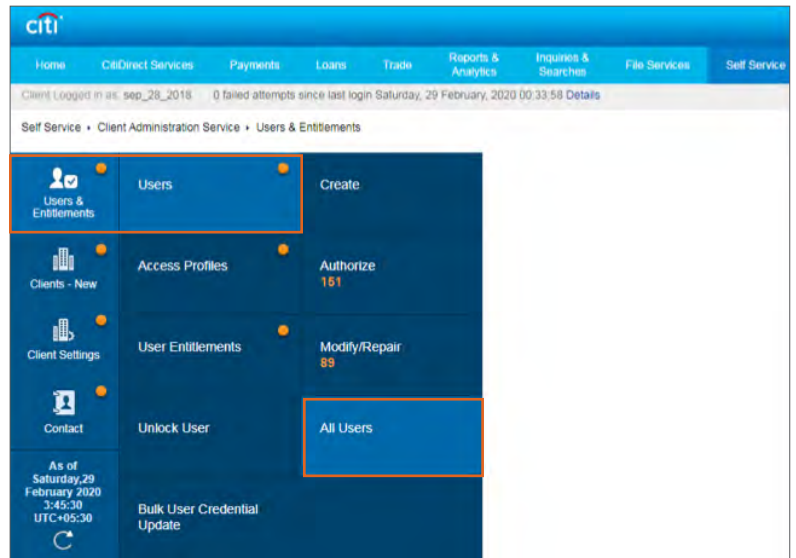 citi
Home CitiDirect Services Payments Loans Trade Reports & Analytics Inquiries & Searches File Services Self Service
Client Logged in as: sep_28_2018 0 failed attempts since last login Saturday, 29 February, 2020 00:33:58 Details
Self Service › Client Administration Service › Users & Entitlements
Users &
Entitlements
Users
Create
Clients - New
Access Profiles
Authorize
151
Client Settings
User Entitlements
Modify/Repair
89
Contact
Unlock User
All Users
As of
Saturday,29
February 2020
3:45:30
UTC+05:30
Bulk User Credential
Update